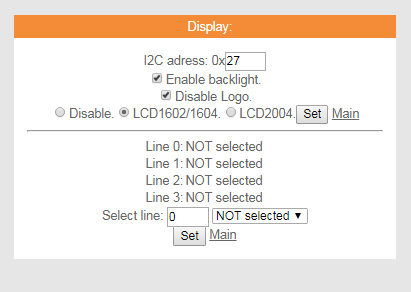 Display:
I2C adress: 0x27
Enable backlight.
Disable Logo.
Disable. LCD1602/1604. LCD2004. Set Main
Line 0: NOT selected
Line 1: NOT selected
Line 2: NOT selected
Line 3: NOT selected
Select line: 0 NOT selected
Set Main